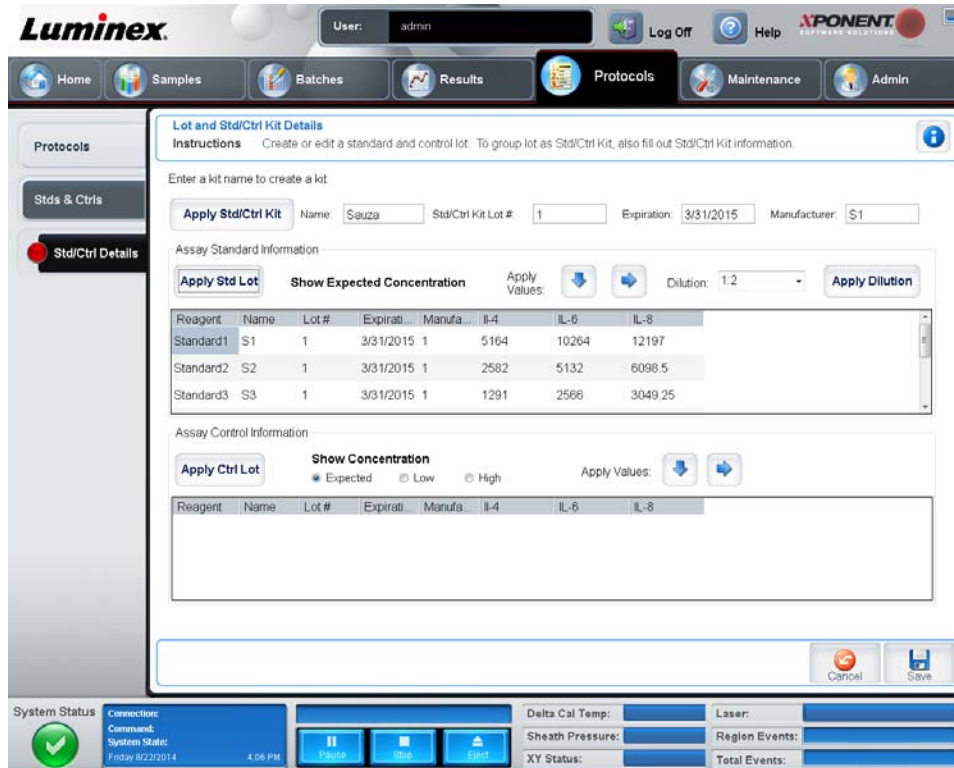 Luminex.
User: admin
Log Off
Help
XPONENT.
SOFTWARE SOLUTIONS
Home
Samples
Batches
Results
Protocols
Maintenance
Admin
Protocols
Stds & Ctrls
Std/Ctrl Details
Lot and Std/Ctrl Kit Details
Instructions Create or edit a standard and control lot. To group lot as Std/Ctrl Kit, also fill out Std/Ctrl Kit information.
Enter a kit name to create a kit
Apply Std/Ctrl Kit Name: Sauza Std/Ctrl Kit Lot #: 1 Expiration: 3/31/2015 Manufacturer: S1
Assay Standard Information
Apply Std Lot Show Expected Concentration Apply Values: Dilution: 1:2 Apply Dilution
Reagent Name Lot # Expirati... Manufa... Il-4 IL-6 IL-8
Standard1 S1 1 3/31/2015 1 5164 10264 12197
Standard2 S2 1 3/31/2015 1 2582 5132 6098.5
Standard3 S3 1 3/31/2015 1 1291 2566 3049.25
Assay Control Information
Apply Ctrl Lot Show Concentration
Expected Low High Apply Values:
Reagent Name Lot # Expirati... Manufa... Il-4 IL-6 IL-8
Cancel
Save
System Status
Connection:
Command:
System State:
Friday 8/22/2014 4:06 PM
Pause
Stop
Eject
Delta Cal Temp:
Sheath Pressure:
XY Status:
Laser:
Region Events:
Total Events: